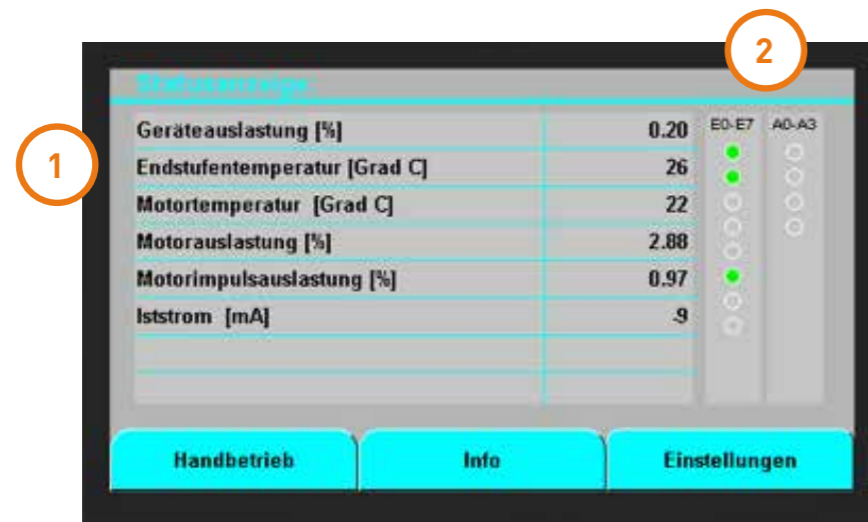 2
Statusanzeige:
1
Geräteauslastung [%] 0.20
Endstufentemperatur [Grad C] 26
Motortemperatur [Grad C] 22
Motorauslastung [%] 2.88
Motorimpulsauslastung [%] 0.97
Iststrom [mA] -9
E0-E7 A0-A3
Handbetrieb Info Einstellungen